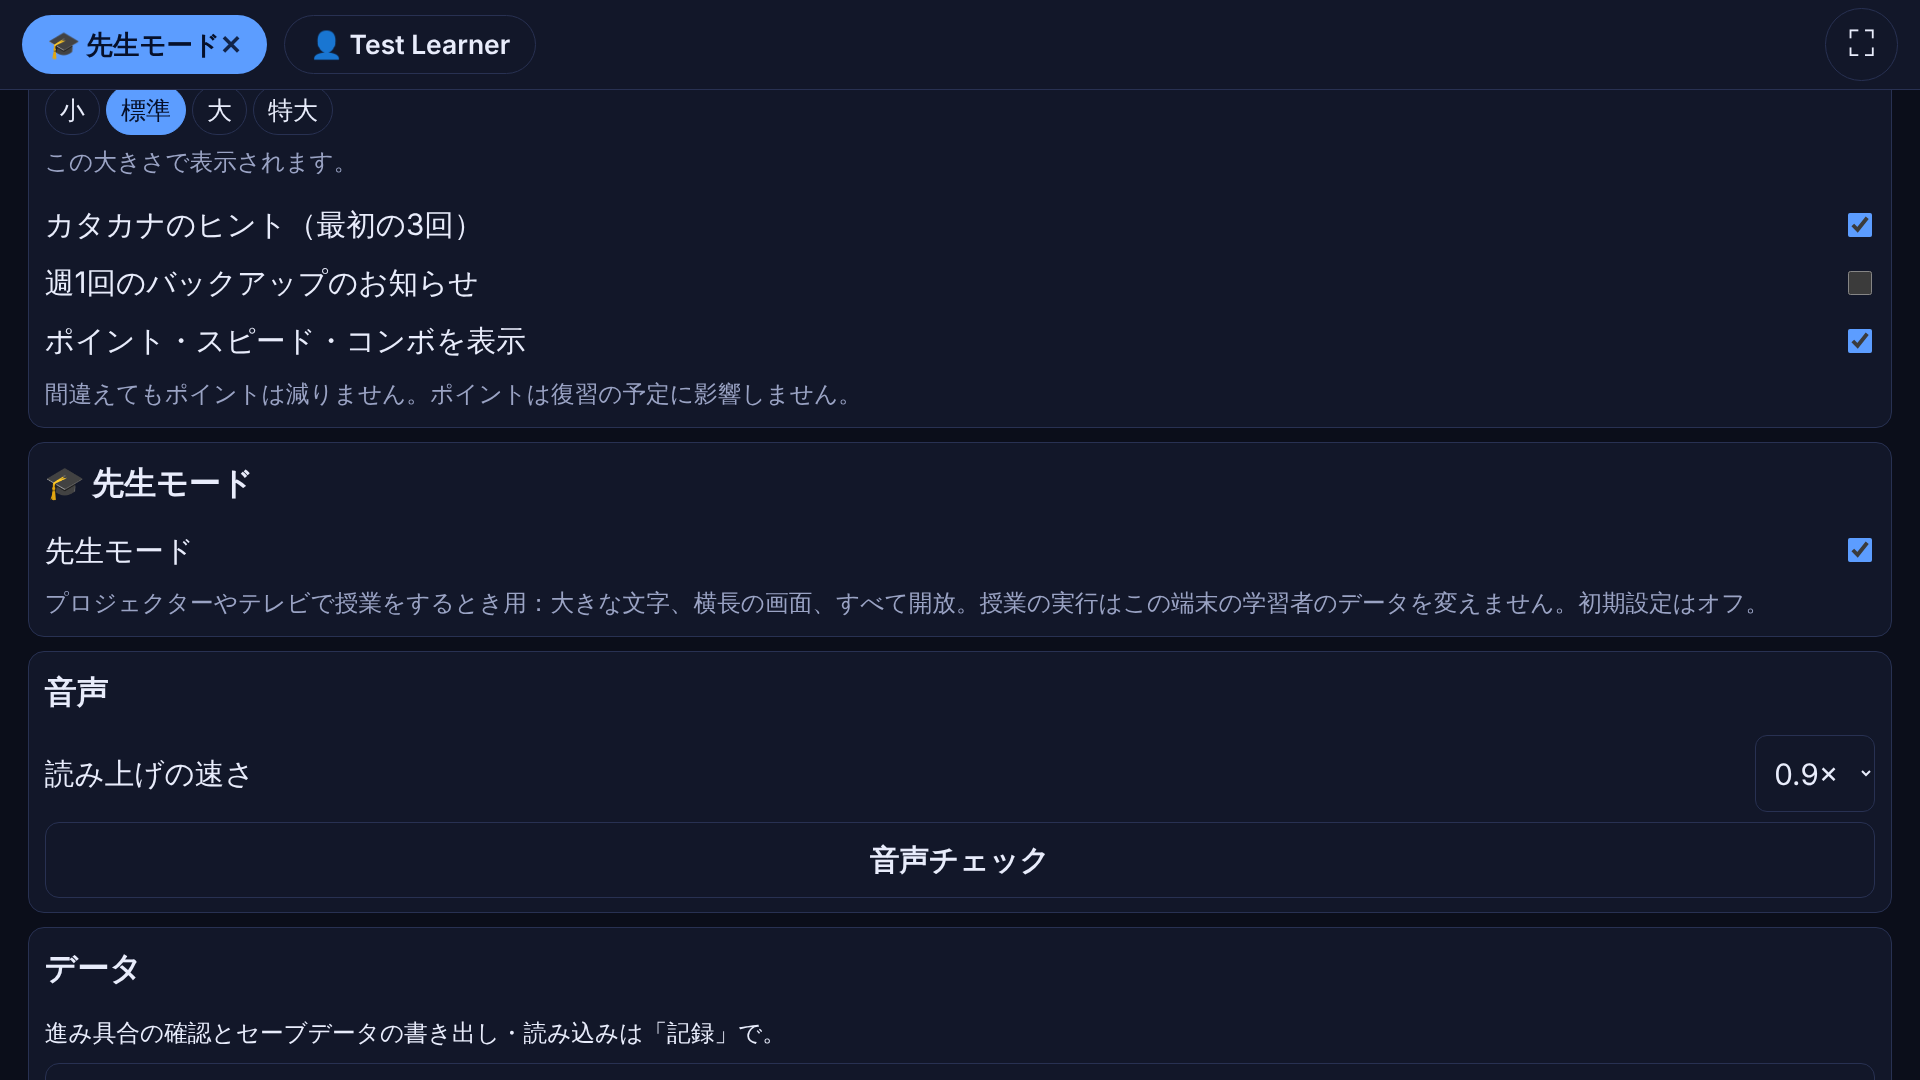 🎓 先生モード✕
👤 Test Learner
小 標準 大 特大
この大きさで表示されます。
カタカナのヒント（最初の3回）
週1回のバックアップのお知らせ
ポイント・スピード・コンボを表示
間違えてもポイントは減りません。ポイントは復習の予定に影響しません。
🎓 先生モード
先生モード
プロジェクターやテレビで授業をするとき用：大きな文字、横長の画面、すべて開放。授業の実行はこの端末の学習者のデータを変えません。初期設定はオフ。
音声
読み上げの速さ
0.9×
音声チェック
データ
進み具合の確認とセーブデータの書き出し・読み込みは「記録」で。